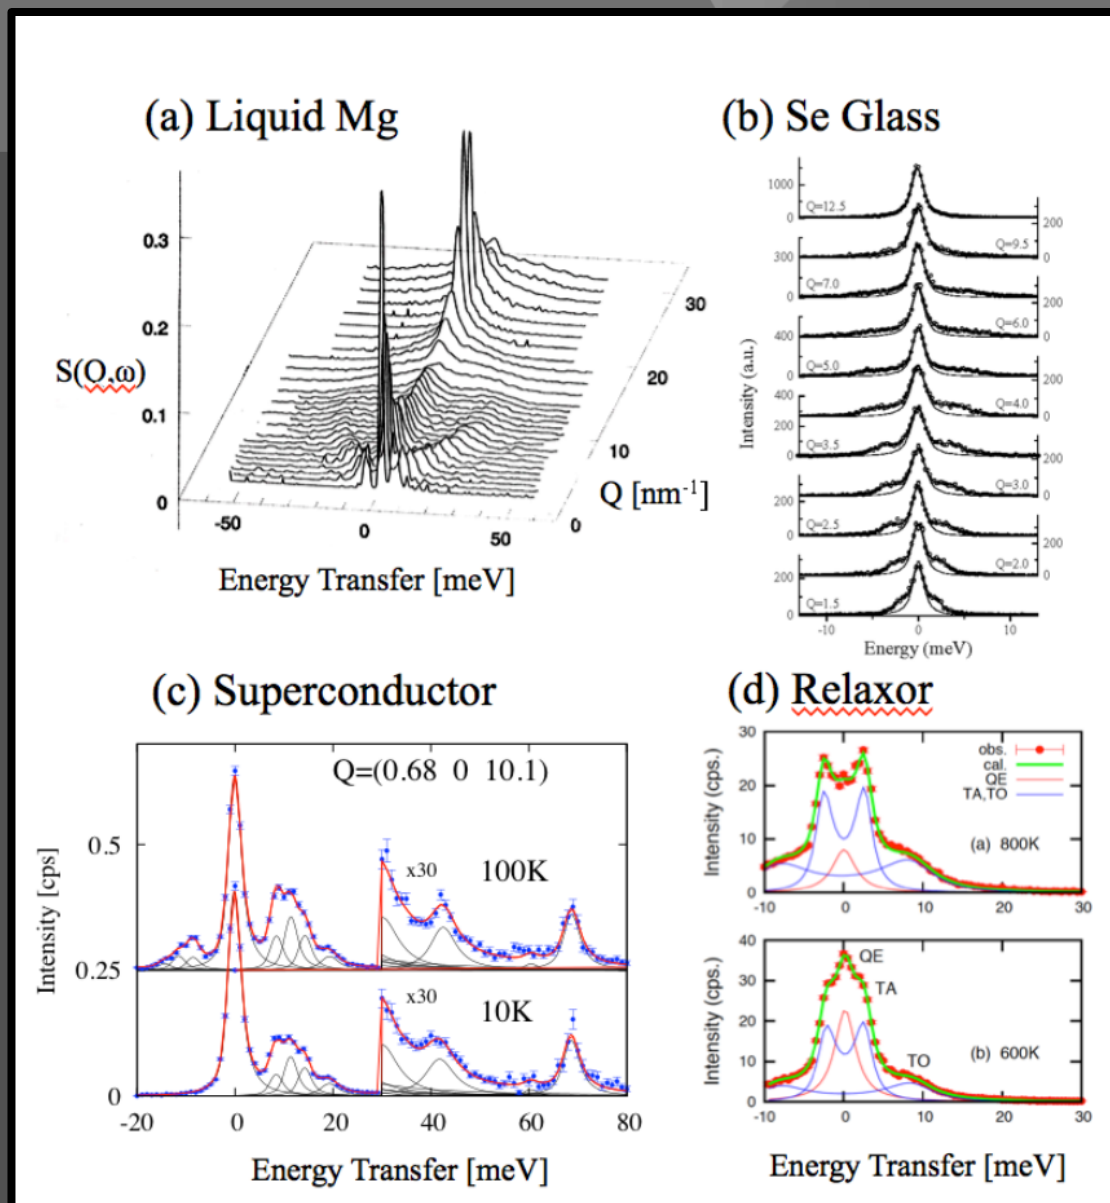 (a) Liquid Mg
0.3
0.2
0.1
0
S(Q,ω)
-50
0
50
0
10
20
30
Q [nm-1]
Energy Transfer [meV]
(b) Se Glass
1000
0
Q=12.5
200
0
Q=9.5
300
0
Q=7.0
200
0
Q=6.0
400
0
Q=5.0
200
0
Q=4.0
400
200
0
Q=3.5
200
0
Q=3.0
200
0
Q=2.5
200
0
Q=2.0
200
0
Q=1.5
Intensity (a.u.)
-10
0
10
Energy (meV)
(c) Superconductor
Q=(0.68 0 10.1)
0.5
x30
100K
0.25
x30
10K
0
Intensity [cps]
-20
0
20
40
60
80
Energy Transfer [meV]
(d) Relaxor
30
20
10
0
Intensity (cps.)
obs.
cal.
QE
TA,TO
(a) 800K
-10
0
10
20
30
40
30
20
10
0
Intensity (cps.)
QE
TA
TO
(b) 600K
-10
0
10
20
30
Energy Transfer [meV]